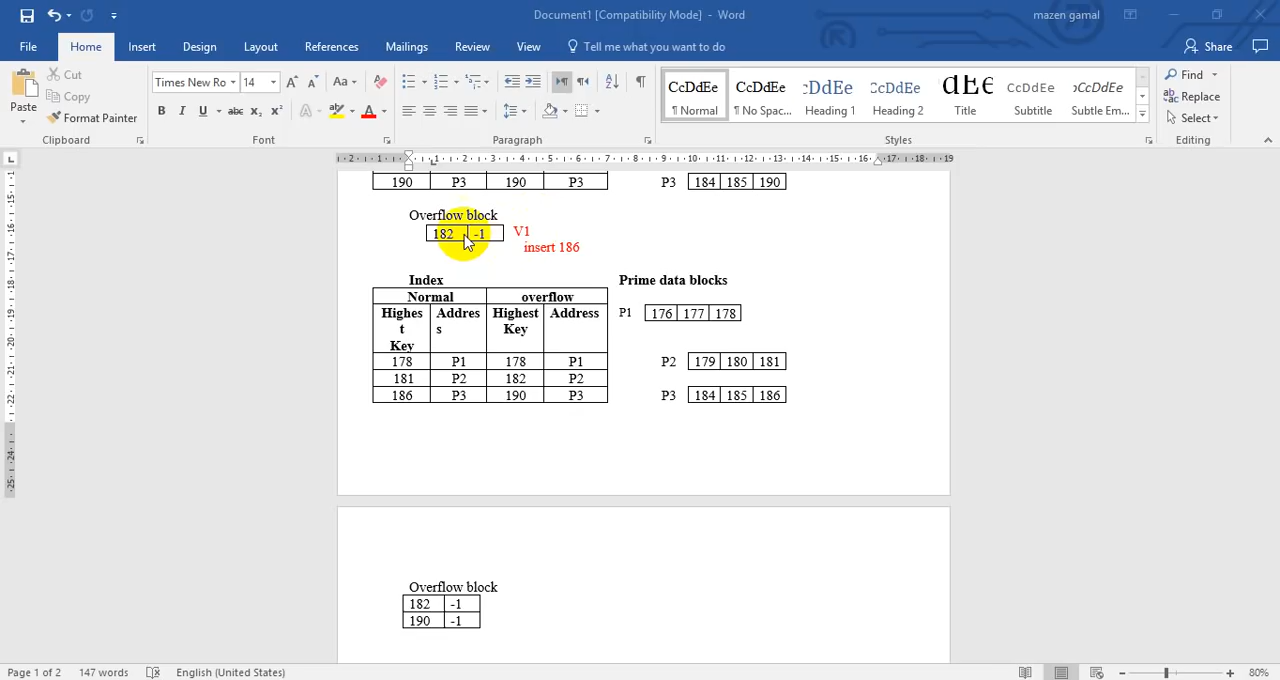 Document1 [Compatibility Mode] - Word
mazen gamal
File Home Insert Design Layout References Mailings Review View Tell me what you want to do Share
Paste
Cut
Copy
Format Painter
Clipboard
Times New Ro 14
Font
Paragraph
CcDdEe CcDdEe CcDdEe CcDdEe dEe CcDdEe cCcDdEe
¶ Normal ¶ No Spac... Heading 1 Heading 2 Title Subtitle Subtle Em...
Styles
Find
Replace
Select
Editing
190 P3 190 P3 P3 184 185 190
Overflow block
182 -1 V1
insert 186
Index Prime data blocks
Normal overflow
Highes Addres Highest Address P1 176 177 178
t s Key
Key
178 P1 178 P1 P2 179 180 181
181 P2 182 P2
186 P3 190 P3 P3 184 185 186
Overflow block
182 -1
190 -1
Page 1 of 2 147 words English (United States) 80%